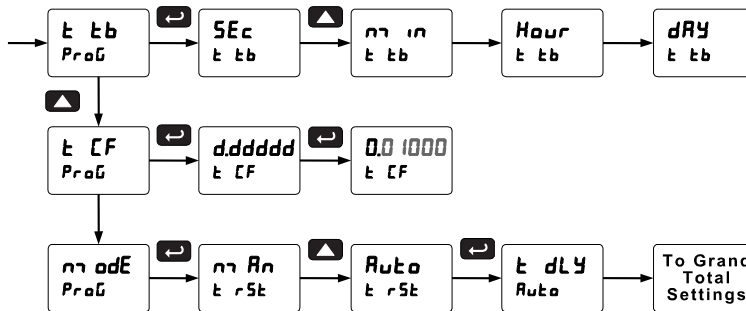 t tb
ProG
SEc
t tb
min
t tb
Hour
t tb
dAY
t tb
t CF
ProG
d.ddddd
t CF
0.01000
t CF
modE
ProG
mAn
t rSt
Auto
t rSt
t dLY
Auto
To Grand
Total
Settings